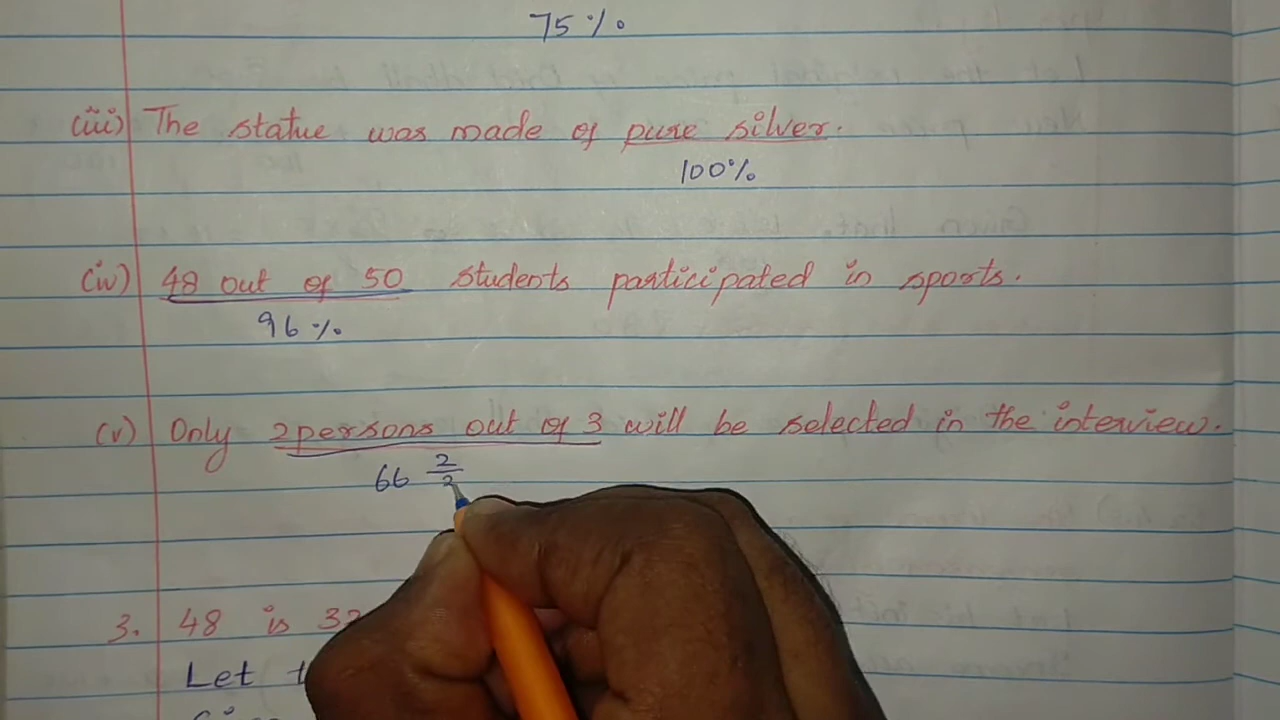 75%
(iii) The statue was made of pure silver.
100%
(iv) 48 out of 50 students participated in sports.
96%
(v) Only 2 persons out of 3 will be selected in the interview.
66 2/3
3. 48 is 32
Let